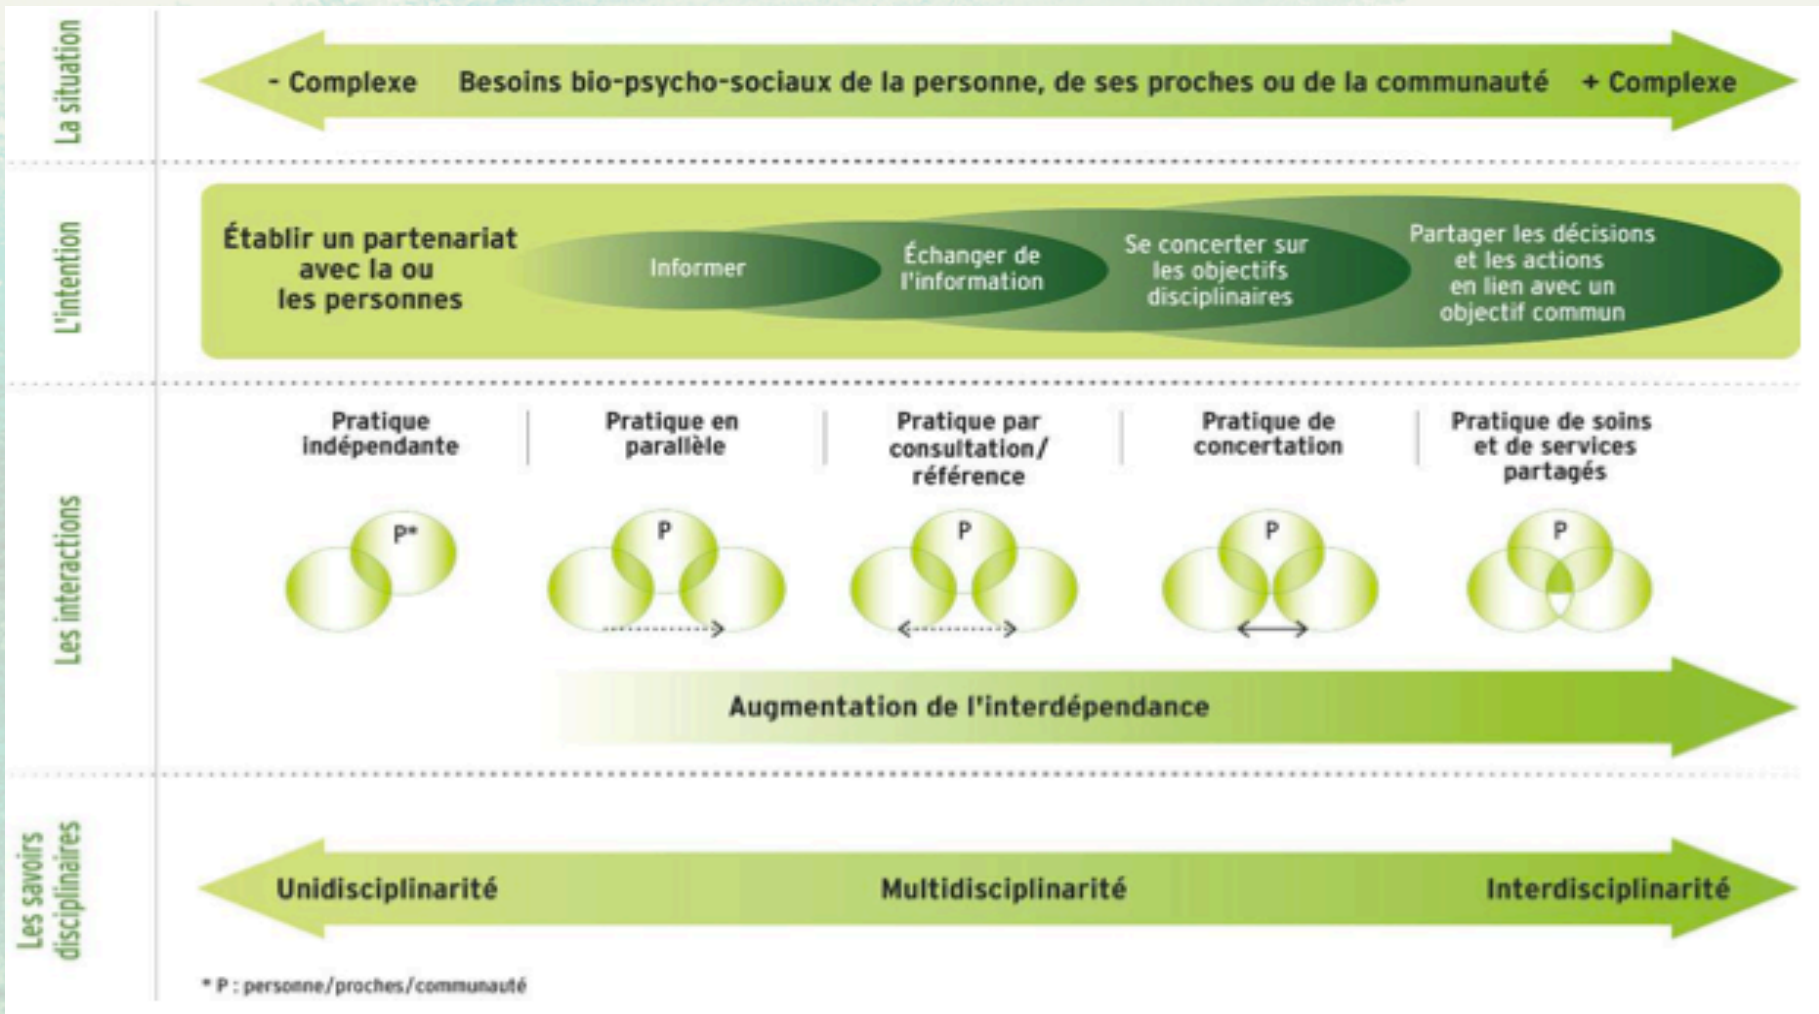 La situation
- Complexe Besoins bio-psycho-sociaux de la personne, de ses proches ou de la communauté + Complexe
L'intention
Établir un partenariat
avec la ou
les personnes
Informer
Échanger de
l'information
Se concerter sur
les objectifs
disciplinaires
Partager les décisions
et les actions
en lien avec un
objectif commun
Les interactions
Pratique
indépendante
Pratique en
parallèle
Pratique par
consultation/
référence
Pratique de
concertation
Pratique de soins
et de services
partagés
P*
P
P
P
P
Augmentation de l'interdépendance
Les savoirs
disciplinaires
Unidisciplinarité
Multidisciplinarité
Interdisciplinarité
* P : personne/proches/communauté